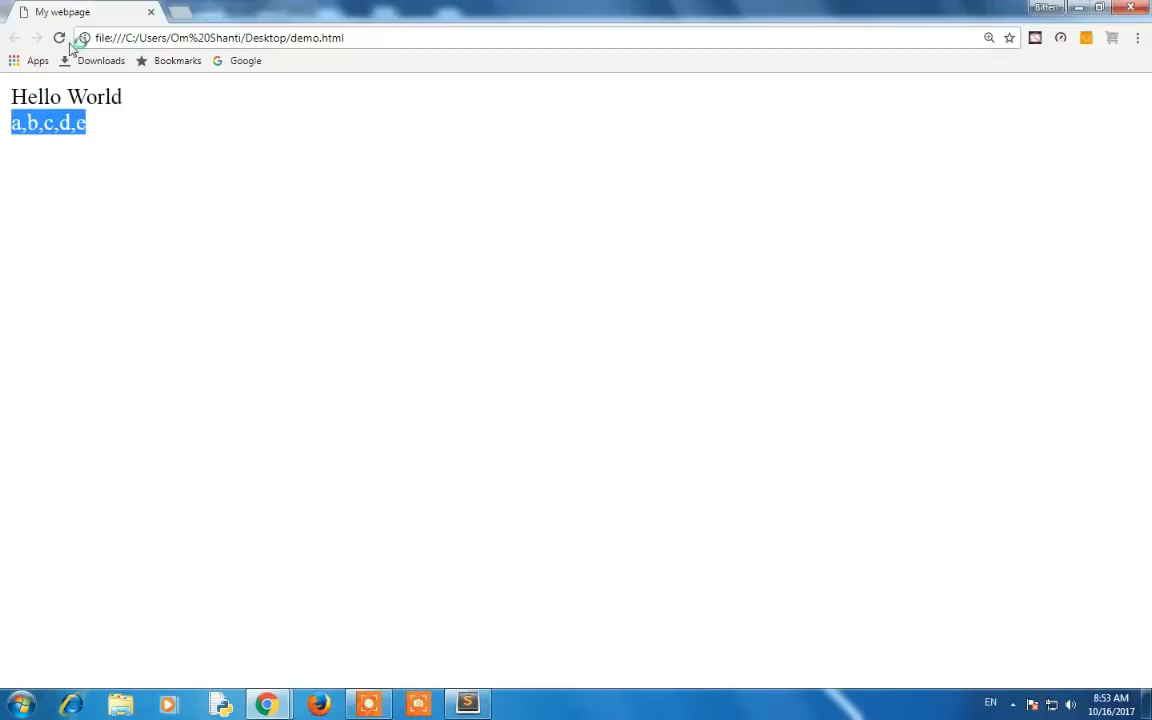 My webpage
Bitten
file:///C:/Users/Om%20Shanti/Desktop/demo.html
Apps Downloads Bookmarks Google
Hello World
a,b,c,d,e
EN
8:53 AM
10/16/2017